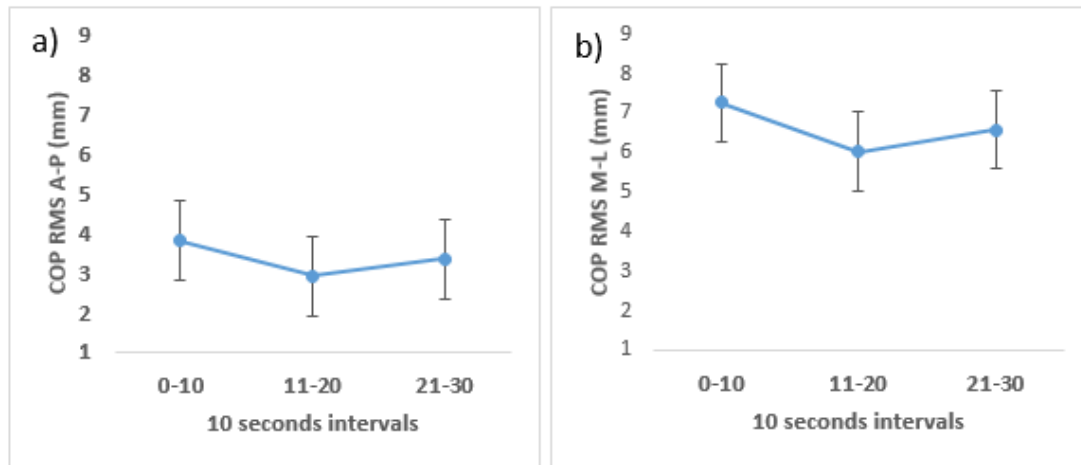 a)
COP RMS A-P (mm)
9
8
7
6
5
4
3
2
1
0-10 11-20 21-30
10 seconds intervals
b)
COP RMS M-L (mm)
9
8
7
6
5
4
3
2
1
0-10 11-20 21-30
10 seconds intervals